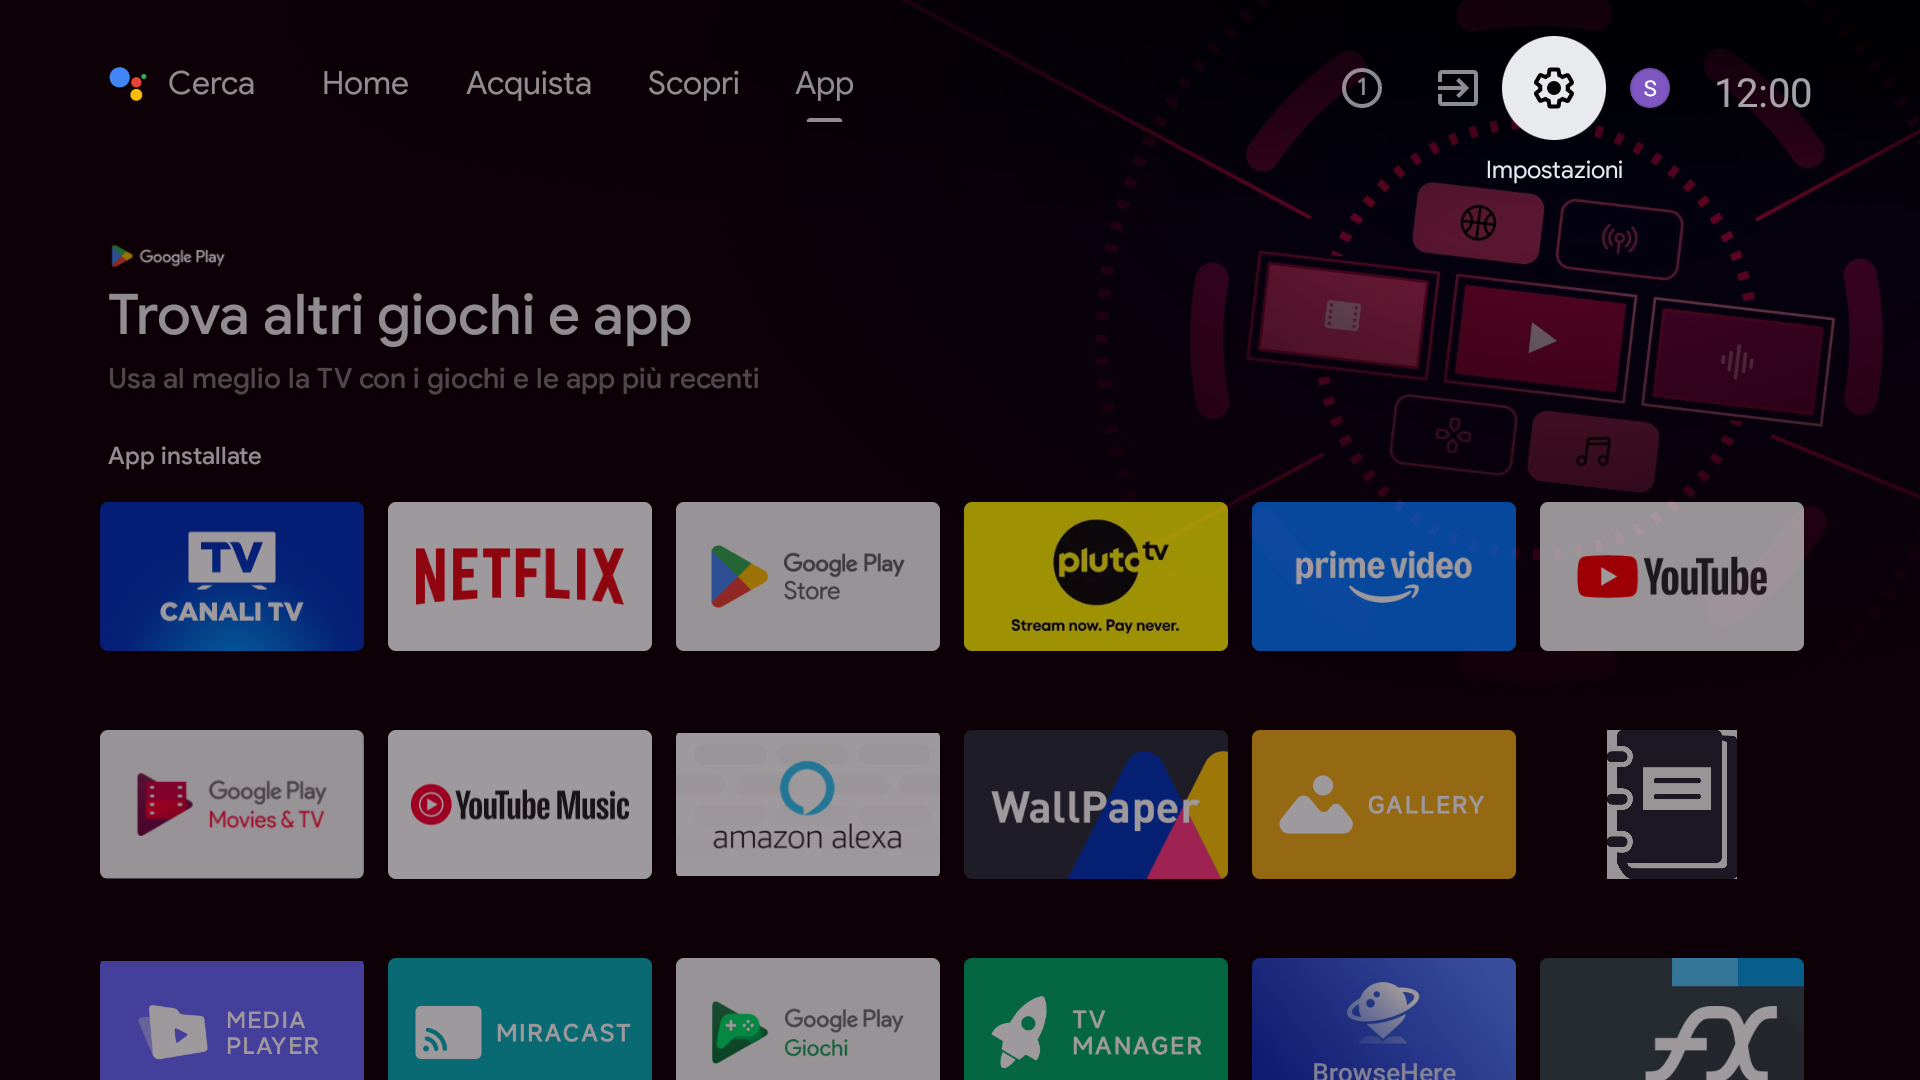 Cerca
Home
Acquista
Scopri
App
1
S
12:00
Impostazioni
Google Play
Trova altri giochi e app
Usa al meglio la TV con i giochi e le app più recenti
App installate
TV
CANALI TV
NETFLIX
Google Play
Store
pluto tv
Stream now. Pay never.
prime video
YouTube
Google Play
Movies & TV
YouTube Music
amazon alexa
WallPaper
GALLERY
MEDIA
PLAYER
MIRACAST
Google Play
Giochi
TV
MANAGER
BrowseHere
fX